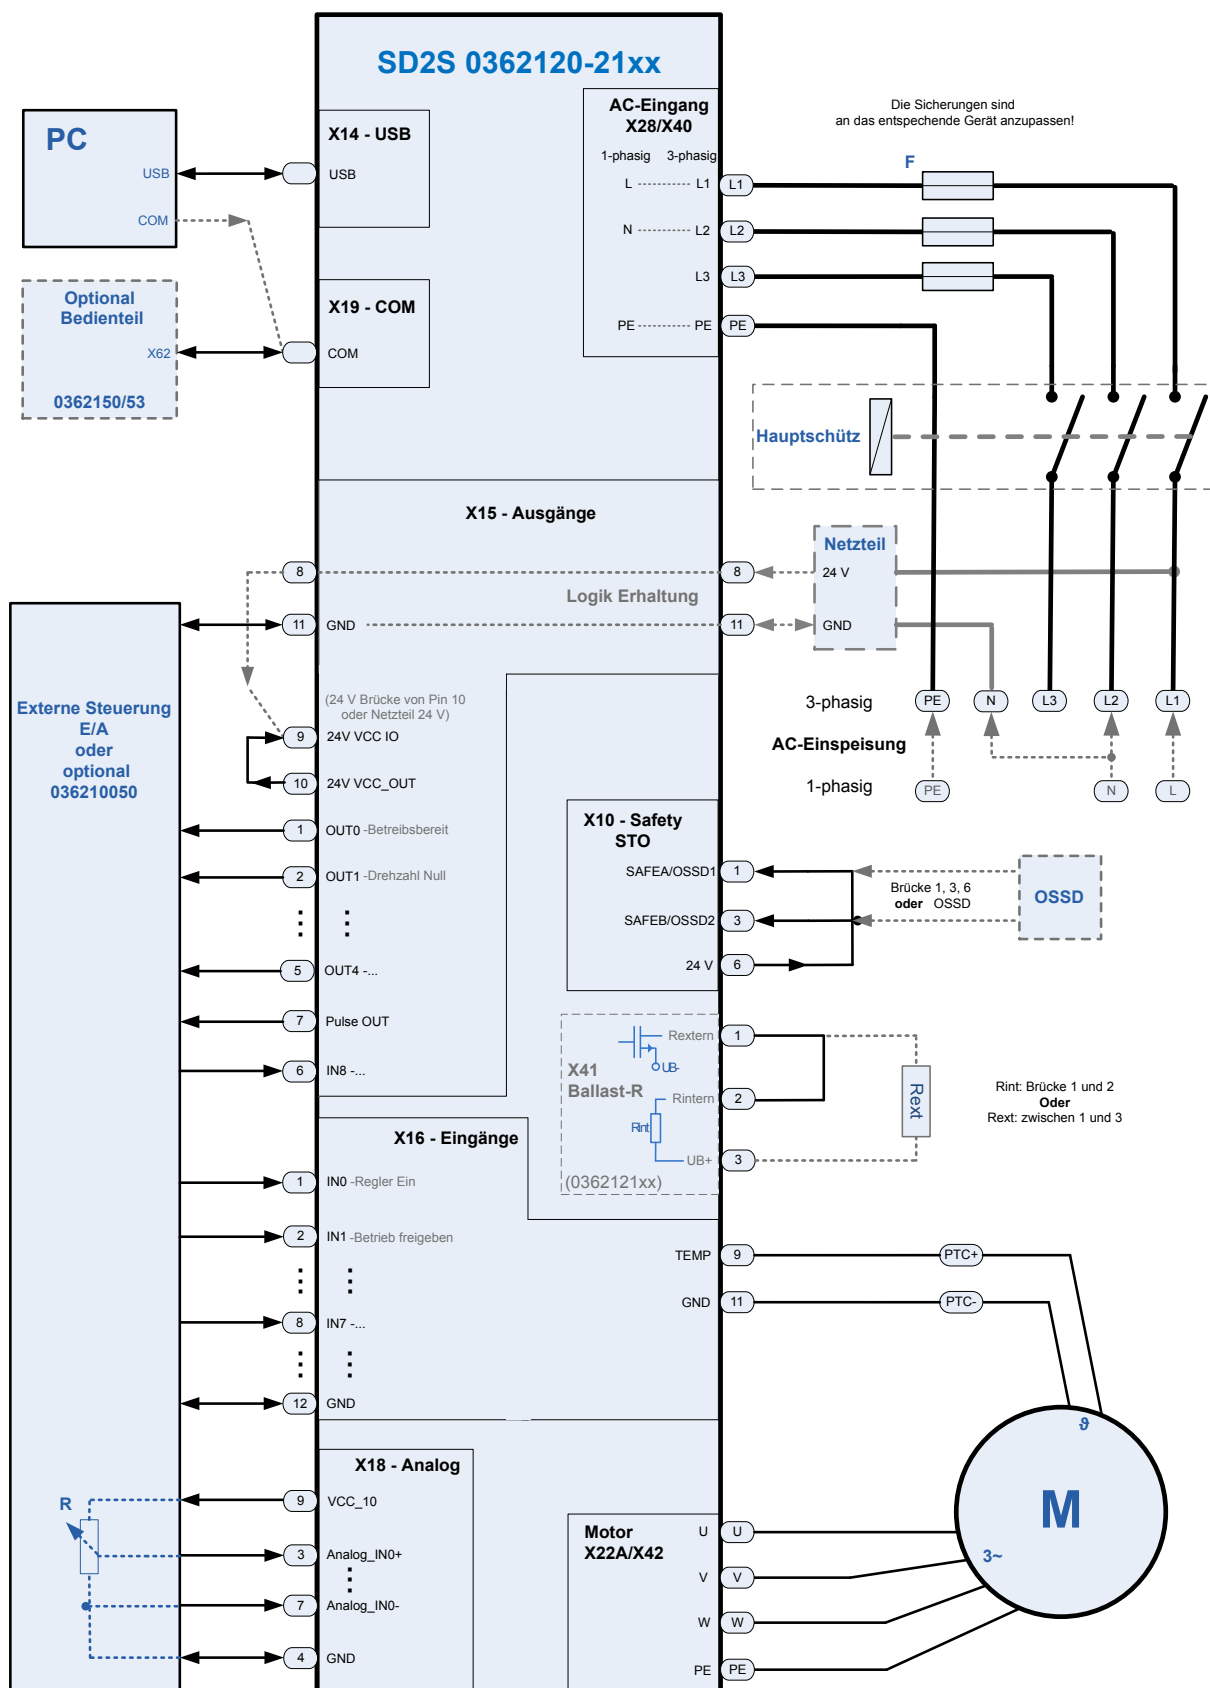 SD2S 0362120-21xx
PC
USB
COM
X14 - USB
USB
AC-Eingang
X28/X40
1-phasig 3-phasig
L L1 L1
N L2 L2
L3 L3
PE PE PE
Die Sicherungen sind
an das entspechende Gerät anzupassen!
F
Optional
Bedienteil
X62
0362150/53
X19 - COM
COM
Hauptschütz
X15 - Ausgänge
Netzteil
24 V
GND
8
8
Logik Erhaltung
11 GND
11
Externe Steuerung
E/A
oder
optional
036210050
(24 V Brücke von Pin 10
oder Netzteil 24 V)
9 24V VCC IO
10 24V VCC_OUT
1 OUT0 -Betreibsbereit
2 OUT1 -Drehzahl Null
5 OUT4 -...
7 Pulse OUT
6 IN8 -...
3-phasig PE N L3 L2 L1
AC-Einspeisung
1-phasig PE N L
X10 - Safety
STO
SAFEA/OSSD1 1
SAFEB/OSSD2 3
24 V 6
Brücke 1, 3, 6
oder OSSD
OSSD
X41
Ballast-R
Rextern 1
UB-
Rintern 2
Rint
UB+ 3
(0362121xx)
Rext
Rint: Brücke 1 und 2
Oder
Rext: zwischen 1 und 3
X16 - Eingänge
1 IN0 -Regler Ein
2 IN1 -Betrieb freigeben
8 IN7 -...
12 GND
TEMP 9 PTC+
GND 11 PTC-
X18 - Analog
R
9 VCC_10
3 Analog_IN0+
7 Analog_IN0-
4 GND
Motor
X22A/X42
U U
V V
W W
PE PE
ϑ
M
3~